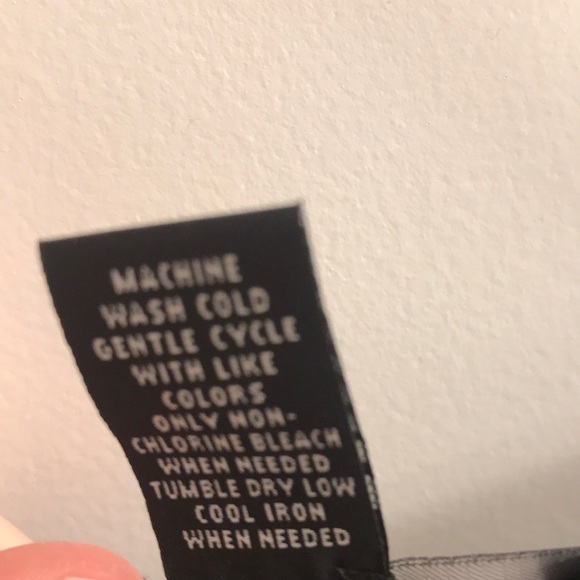 MACHINE
WASH COLD
GENTLE CYCLE
WITH LIKE
COLORS
ONLY NON-
CHLORINE BLEACH
WHEN NEEDED
TUMBLE DRY LOW
COOL IRON
WHEN NEEDED